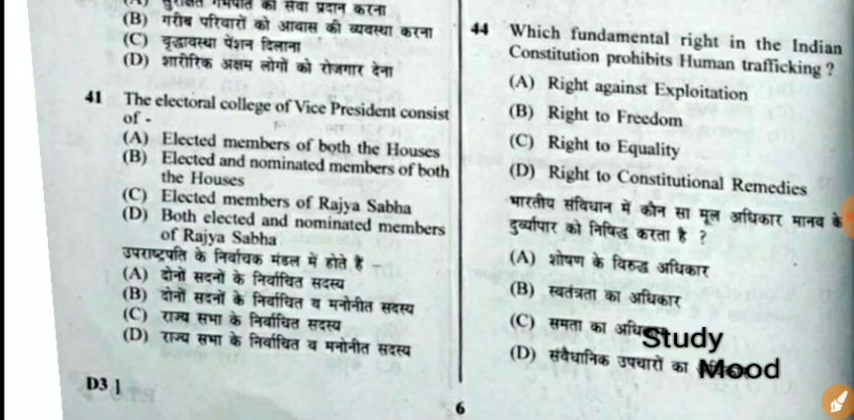 सुरक्षित गर्भपात की सेवा प्रदान करना
(B) गरीब परिवारों को आवास की व्यवस्था करना
(C) वृद्धावस्था पेंशन दिलाना
(D) शारीरिक अक्षम लोगों को रोजगार देना
41 The electoral college of Vice President consist
of -
(A) Elected members of both the Houses
(B) Elected and nominated members of both
the Houses
(C) Elected members of Rajya Sabha
(D) Both elected and nominated members
of Rajya Sabha
उपराष्ट्रपति के निर्वाचक मंडल में होते हैं -
(A) दोनों सदनों के निर्वाचित सदस्य
(B) दोनों सदनों के निर्वाचित व मनोनीत सदस्य
(C) राज्य सभा के निर्वाचित सदस्य
(D) राज्य सभा के निर्वाचित व मनोनीत सदस्य
D3 ]
6
44 Which fundamental right in the Indian
Constitution prohibits Human trafficking ?
(A) Right against Exploitation
(B) Right to Freedom
(C) Right to Equality
(D) Right to Constitutional Remedies
भारतीय संविधान में कौन सा मूल अधिकार मानव के
दुर्व्यापार को निषिद्ध करता है ?
(A) शोषण के विरुद्ध अधिकार
(B) स्वतंत्रता का अधिकार
(C) समता का
(D) संवैधानिक उपचारों का
Study
Mood